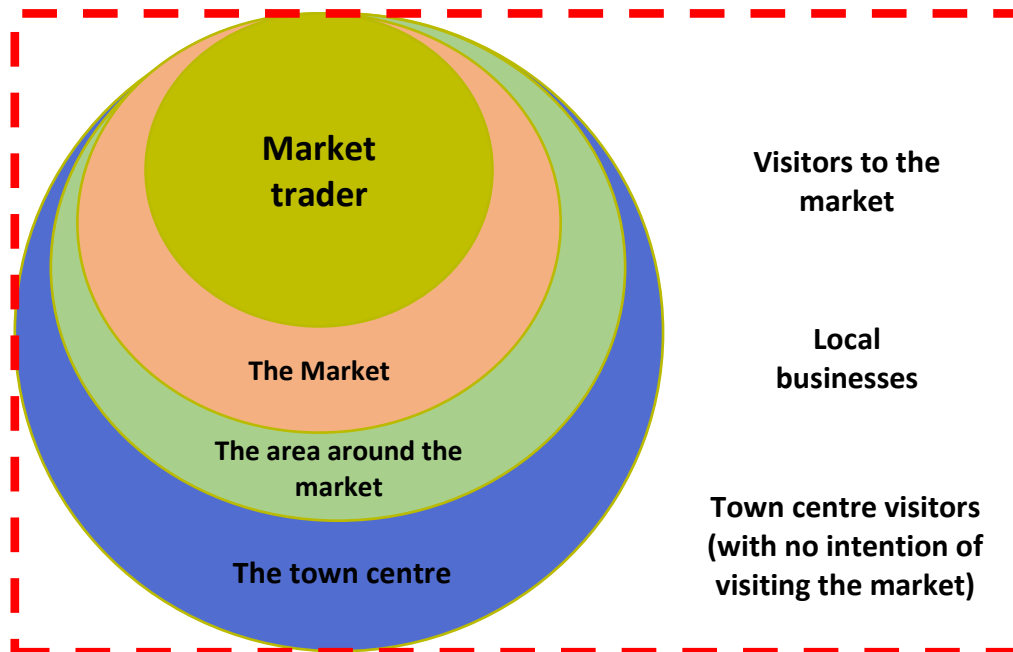 Market
trader
The Market
The area around the
market
The town centre
Visitors to the
market
Local
businesses
Town centre visitors
(with no intention of
visiting the market)